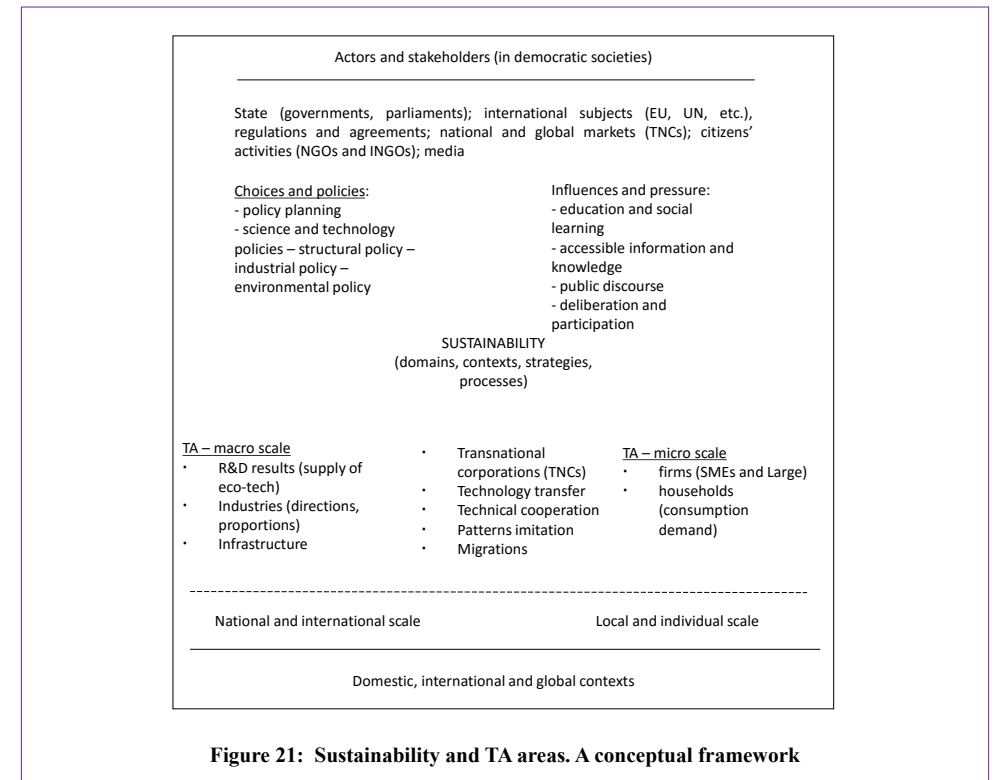 Actors and stakeholders (in democratic societies)
State (governments, parliaments); international subjects (EU, UN, etc.),
regulations and agreements; national and global markets (TNCs); citizens’
activities (NGOs and INGOs); media
Choices and policies:
- policy planning
- science and technology
policies – structural policy –
industrial policy –
environmental policy
Influences and pressure:
- education and social
learning
- accessible information and
knowledge
- public discourse
- deliberation and
participation
SUSTAINABILITY
(domains, contexts, strategies,
processes)
TA – macro scale
· R&D results (supply of
eco-tech)
· Industries (directions,
proportions)
· Infrastructure
· Transnational
corporations (TNCs)
· Technology transfer
· Technical cooperation
· Patterns imitation
· Migrations
TA – micro scale
· firms (SMEs and Large)
· households
(consumption
demand)
National and international scale
Local and individual scale
Domestic, international and global contexts
Figure 21: Sustainability and TA areas. A conceptual framework